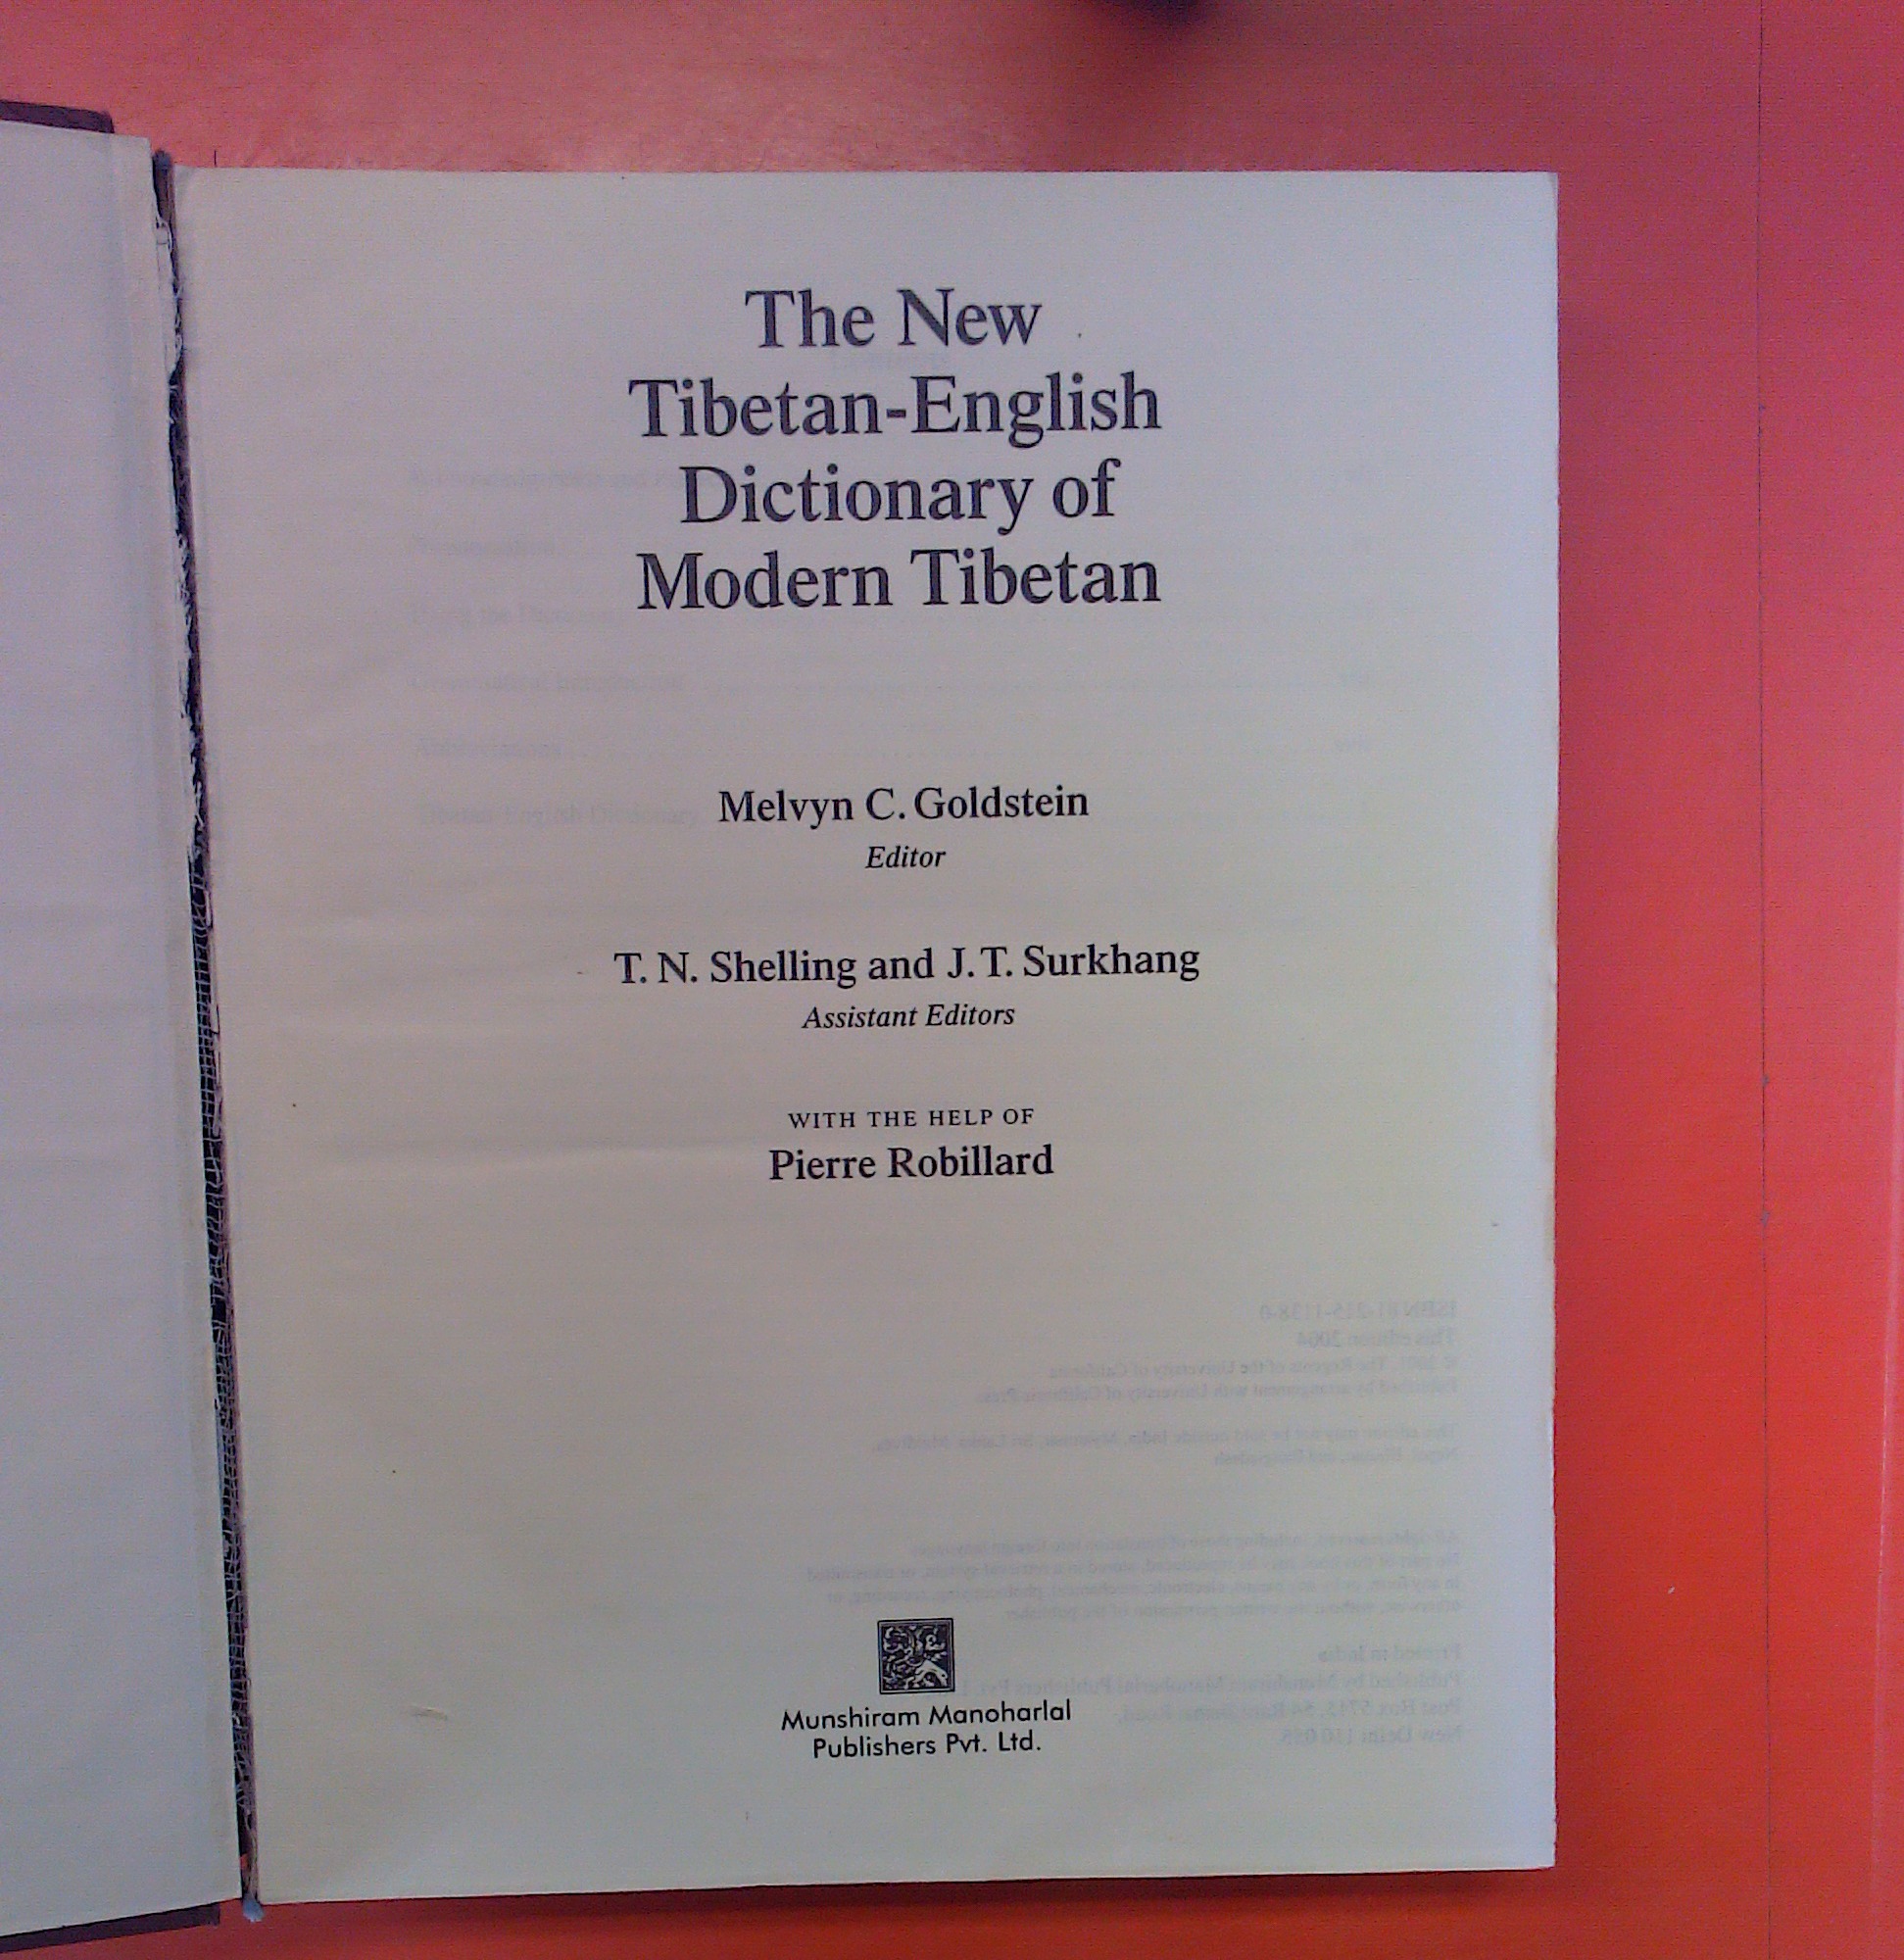 The New
Tibetan-English
Dictionary of
Modern Tibetan
Melvyn C. Goldstein
Editor
T. N. Shelling and J. T. Surkhang
Assistant Editors
WITH THE HELP OF
Pierre Robillard
Munshiram Manoharlal
Publishers Pvt. Ltd.